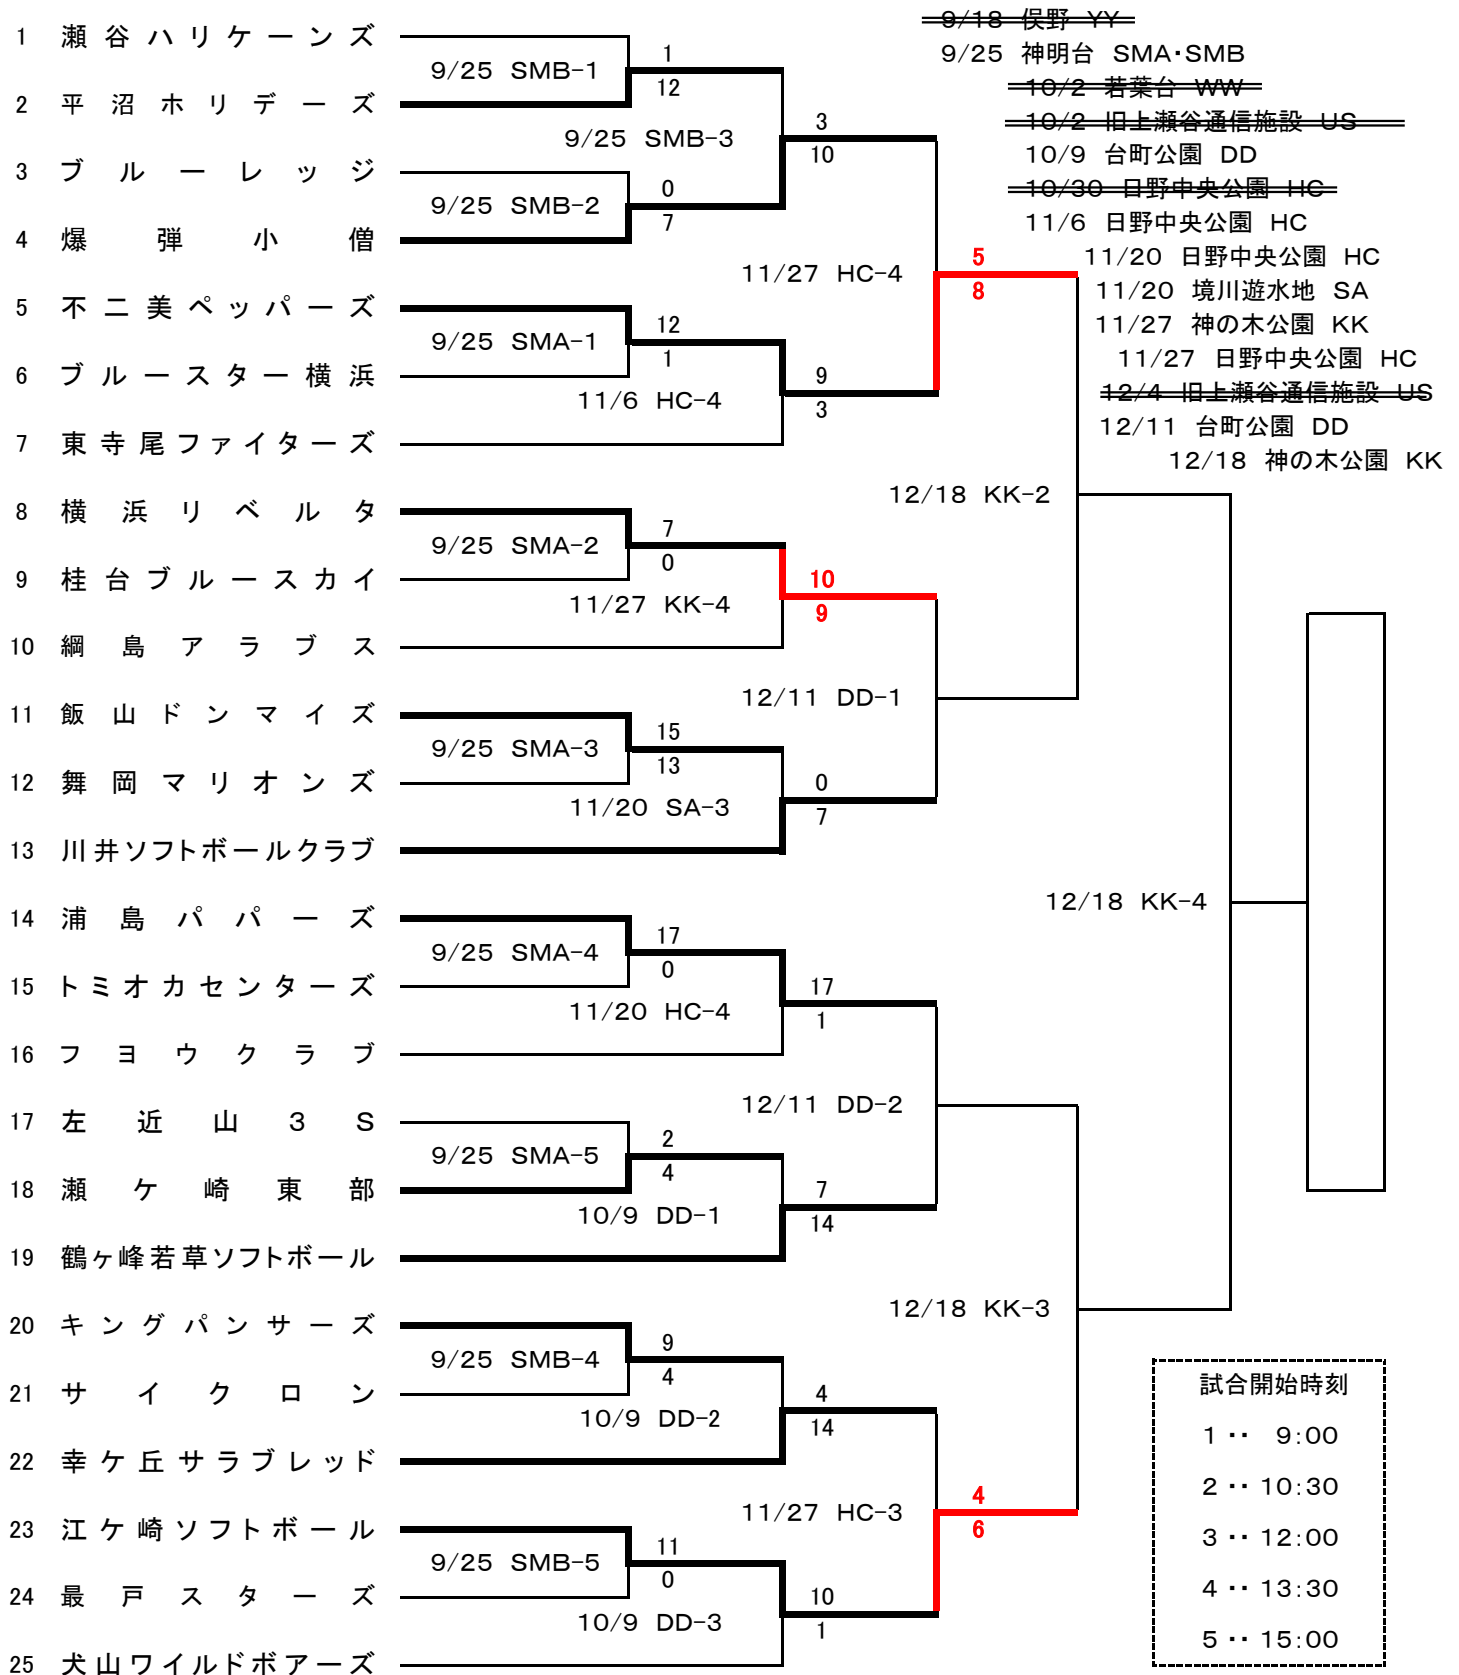 9/18 俣野 YY
1 瀬谷ハリケーンズ
9/25 神明台 SMA・SMB
1
9/25 SMB-1
10/2 若葉台 WW
12
2 平沼ホリデーズ
10/2 旧上瀬谷通信施設 US
3
9/25 SMB-3
10/9 台町公園 DD
10
3 ブルーレッジ
10/30 日野中央公園 HC
0
9/25 SMB-2
7
11/6 日野中央公園 HC
4 爆弾小僧
11/20 日野中央公園 HC
5
11/27 HC-4
8
11/20 境川遊水地 SA
5 不二美ペッパーズ
12
11/27 神の木公園 KK
9/25 SMA-1
1
11/27 日野中央公園 HC
6 ブルースター横浜
9
12/4 旧上瀬谷通信施設 US
11/6 HC-4
3
12/11 台町公園 DD
7 東寺尾ファイターズ
12/18 神の木公園 KK
12/18 KK-2
8 横浜リベルタ
7
9/25 SMA-2
0
9 桂台ブルースカイ
10
11/27 KK-4
9
10 綱島アラブス
12/11 DD-1
11 飯山ドンマイズ
15
9/25 SMA-3
13
12 舞岡マリオンズ
0
11/20 SA-3
7
13 川井ソフトボールクラブ
12/18 KK-4
14 浦島パパーズ
17
9/25 SMA-4
0
15 トミオカセンターズ
17
11/20 HC-4
1
16 フヨウクラブ
12/11 DD-2
17 左近山3S
2
9/25 SMA-5
4
18 瀬ケ崎東部
7
10/9 DD-1
14
19 鶴ヶ峰若草ソフトボール
12/18 KK-3
20 キングパンサーズ
9
9/25 SMB-4
4
21 サイクロン
4
10/9 DD-2
14
22 幸ケ丘サラブレッド
4
11/27 HC-3
6
23 江ケ崎ソフトボール
11
9/25 SMB-5
0
24 最戸スターズ
10
10/9 DD-3
1
25 犬山ワイルドボアーズ
試合開始時刻
1 ・・ 9:00
2 ・・ 10:30
3 ・・ 12:00
4 ・・ 13:30
5 ・・ 15:00